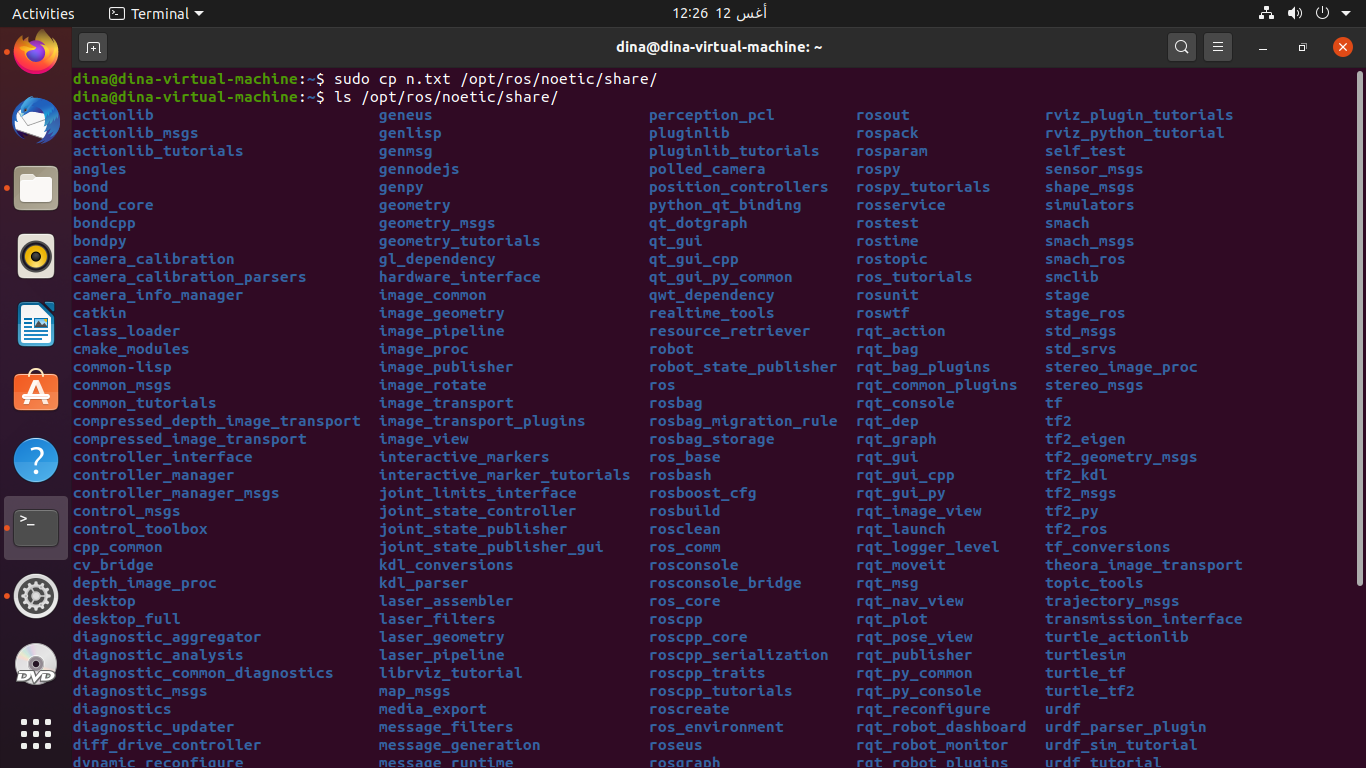 Activities Terminal 12:26 12 أغس
dina@dina-virtual-machine: ~
dina@dina-virtual-machine:~$ sudo cp n.txt /opt/ros/noetic/share/
dina@dina-virtual-machine:~$ ls /opt/ros/noetic/share/
actionlib geneus perception_pcl rosout rviz_plugin_tutorials
actionlib_msgs genlisp pluginlib rospack rviz_python_tutorial
actionlib_tutorials genmsg pluginlib_tutorials rosparam self_test
angles gennodejs polled_camera rospy sensor_msgs
bond genpy position_controllers rospy_tutorials shape_msgs
bond_core geometry python_qt_binding rosservice simulators
bondcpp geometry_msgs qt_dotgraph rostest smach
bondpy geometry_tutorials qt_gui rostime smach_msgs
camera_calibration gl_dependency qt_gui_cpp rostopic smach_ros
camera_calibration_parsers hardware_interface qt_gui_py_common ros_tutorials smclib
camera_info_manager image_common qwt_dependency rosunit stage
catkin image_geometry realtime_tools roswtf stage_ros
class_loader image_pipeline resource_retriever rqt_action std_msgs
cmake_modules image_proc robot rqt_bag std_srvs
common-lisp image_publisher robot_state_publisher rqt_bag_plugins stereo_image_proc
common_msgs image_rotate ros rqt_common_plugins stereo_msgs
common_tutorials image_transport rosbag rqt_console tf
compressed_depth_image_transport image_transport_plugins rosbag_migration_rule rqt_dep tf2
compressed_image_transport image_view rosbag_storage rqt_graph tf2_eigen
controller_interface interactive_markers ros_base rqt_gui tf2_geometry_msgs
controller_manager interactive_marker_tutorials rosbash rqt_gui_cpp tf2_kdl
controller_manager_msgs joint_limits_interface rosboost_cfg rqt_gui_py tf2_msgs
control_msgs joint_state_controller rosbuild rqt_image_view tf2_py
control_toolbox joint_state_publisher rosclean rqt_launch tf2_ros
cpp_common joint_state_publisher_gui ros_comm rqt_logger_level tf_conversions
cv_bridge kdl_conversions rosconsole rqt_moveit theora_image_transport
depth_image_proc kdl_parser rosconsole_bridge rqt_msg topic_tools
desktop laser_assembler ros_core rqt_nav_view trajectory_msgs
desktop_full laser_filters roscpp rqt_plot transmission_interface
diagnostic_aggregator laser_geometry roscpp_core rqt_pose_view turtle_actionlib
diagnostic_analysis laser_pipeline roscpp_serialization rqt_publisher turtlesim
diagnostic_common_diagnostics librviz_tutorial roscpp_traits rqt_py_common turtle_tf
diagnostic_msgs map_msgs roscpp_tutorials rqt_py_console turtle_tf2
diagnostics media_export roscreate rqt_reconfigure urdf
diagnostic_updater message_filters ros_environment rqt_robot_dashboard urdf_parser_plugin
diff_drive_controller message_generation roseus rqt_robot_monitor urdf_sim_tutorial
dynamic_reconfigure message_runtime rosgraph rqt_robot_plugins urdf_tutorial
DVD